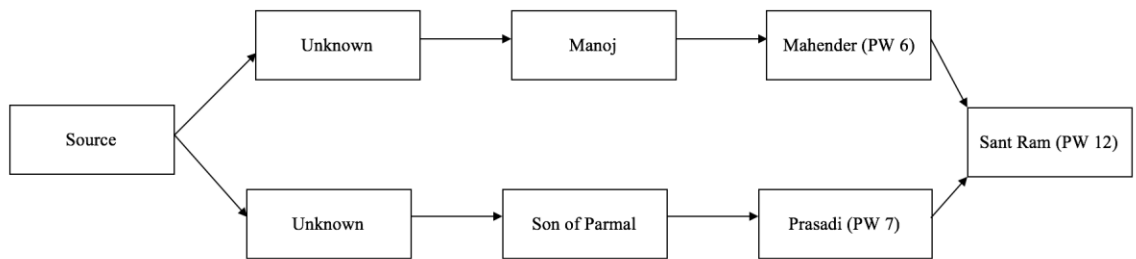 Unknown
Manoj
Mahender (PW 6)
Source
Sant Ram (PW 12)
Unknown
Son of Parmal
Prasadi (PW 7)